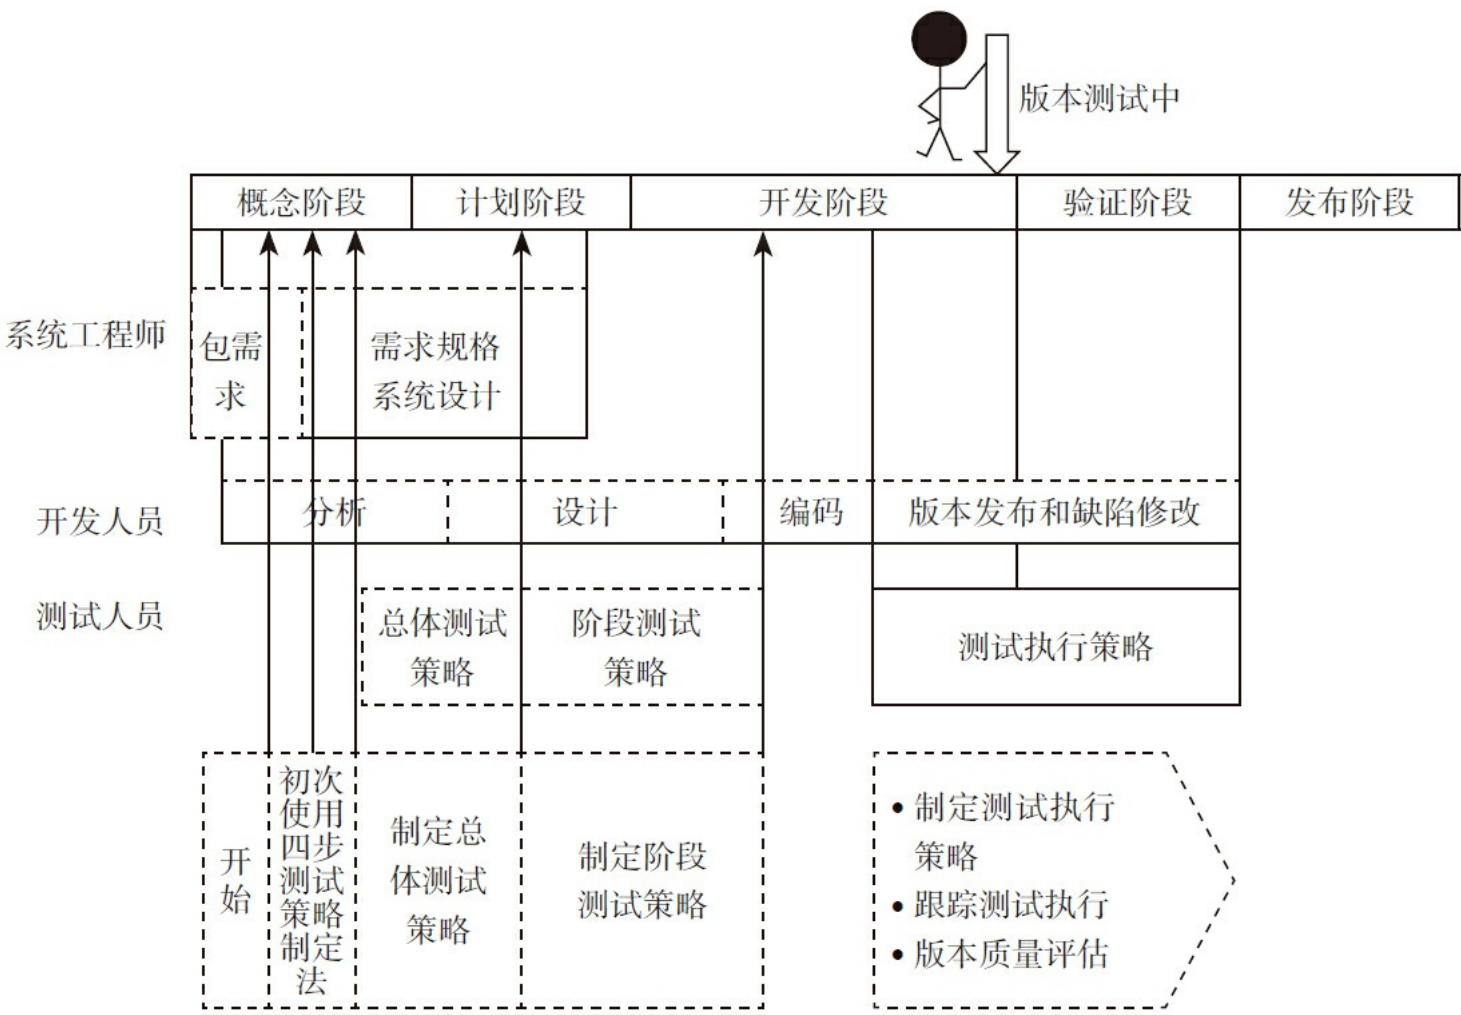 版本测试中
概念阶段
计划阶段
开发阶段
验证阶段
发布阶段
系统工程师
包需
求
需求规格
系统设计
开发人员
分析
设计
编码
版本发布和缺陷修改
测试人员
总体测试
策略
阶段测试
策略
测试执行策略
开
始
初次
使用
四步
测试
策略
制定
法
制定总
体测试
策略
制定阶段
测试策略
• 制定测试执行
策略
• 跟踪测试执行
• 版本质量评估